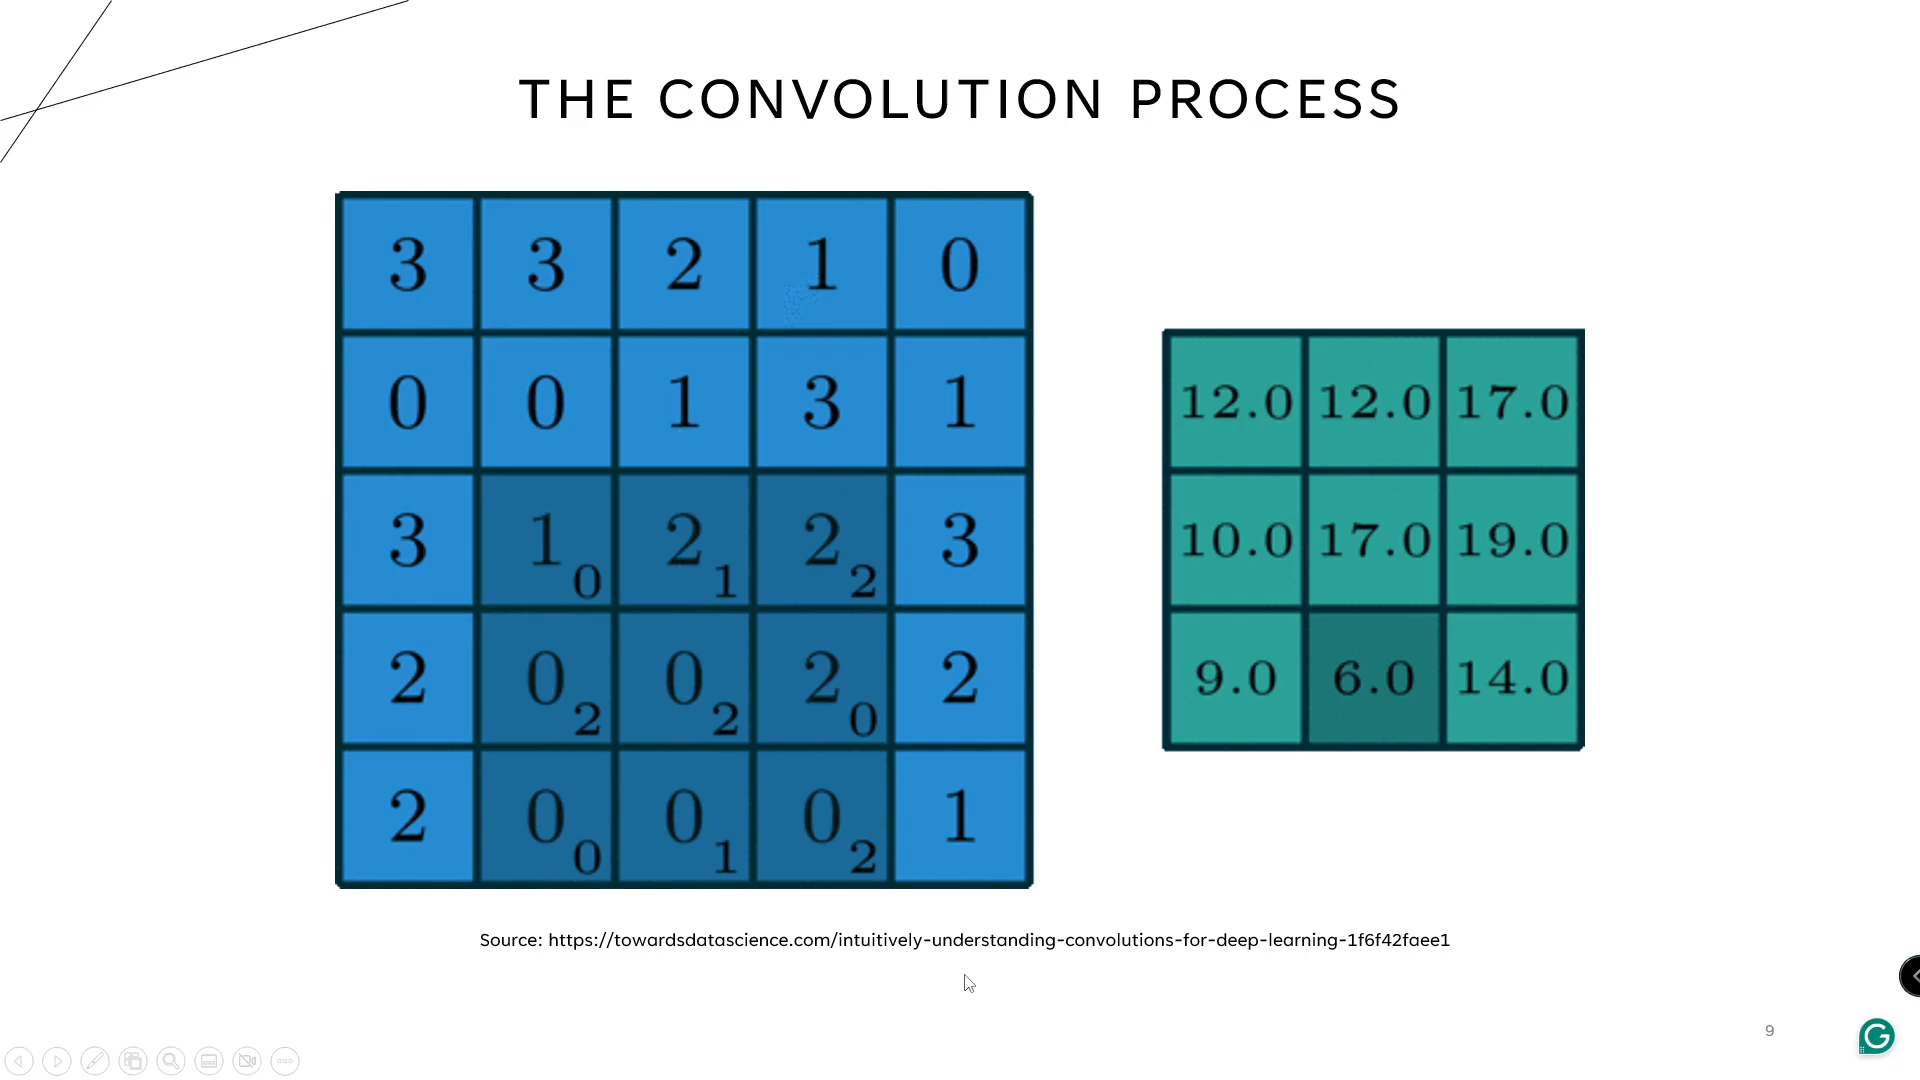 THE CONVOLUTION PROCESS
3 3 2 1 0
0 0 1 3 1
3 1 0 2 1 2 2 3
2 0 2 0 2 2 0 2
2 0 0 0 1 0 2 1
12.0 12.0 17.0
10.0 17.0 19.0
9.0 6.0 14.0
Source: https://towardsdatascience.com/intuitively-understanding-convolutions-for-deep-learning-1f6f42faee1
9